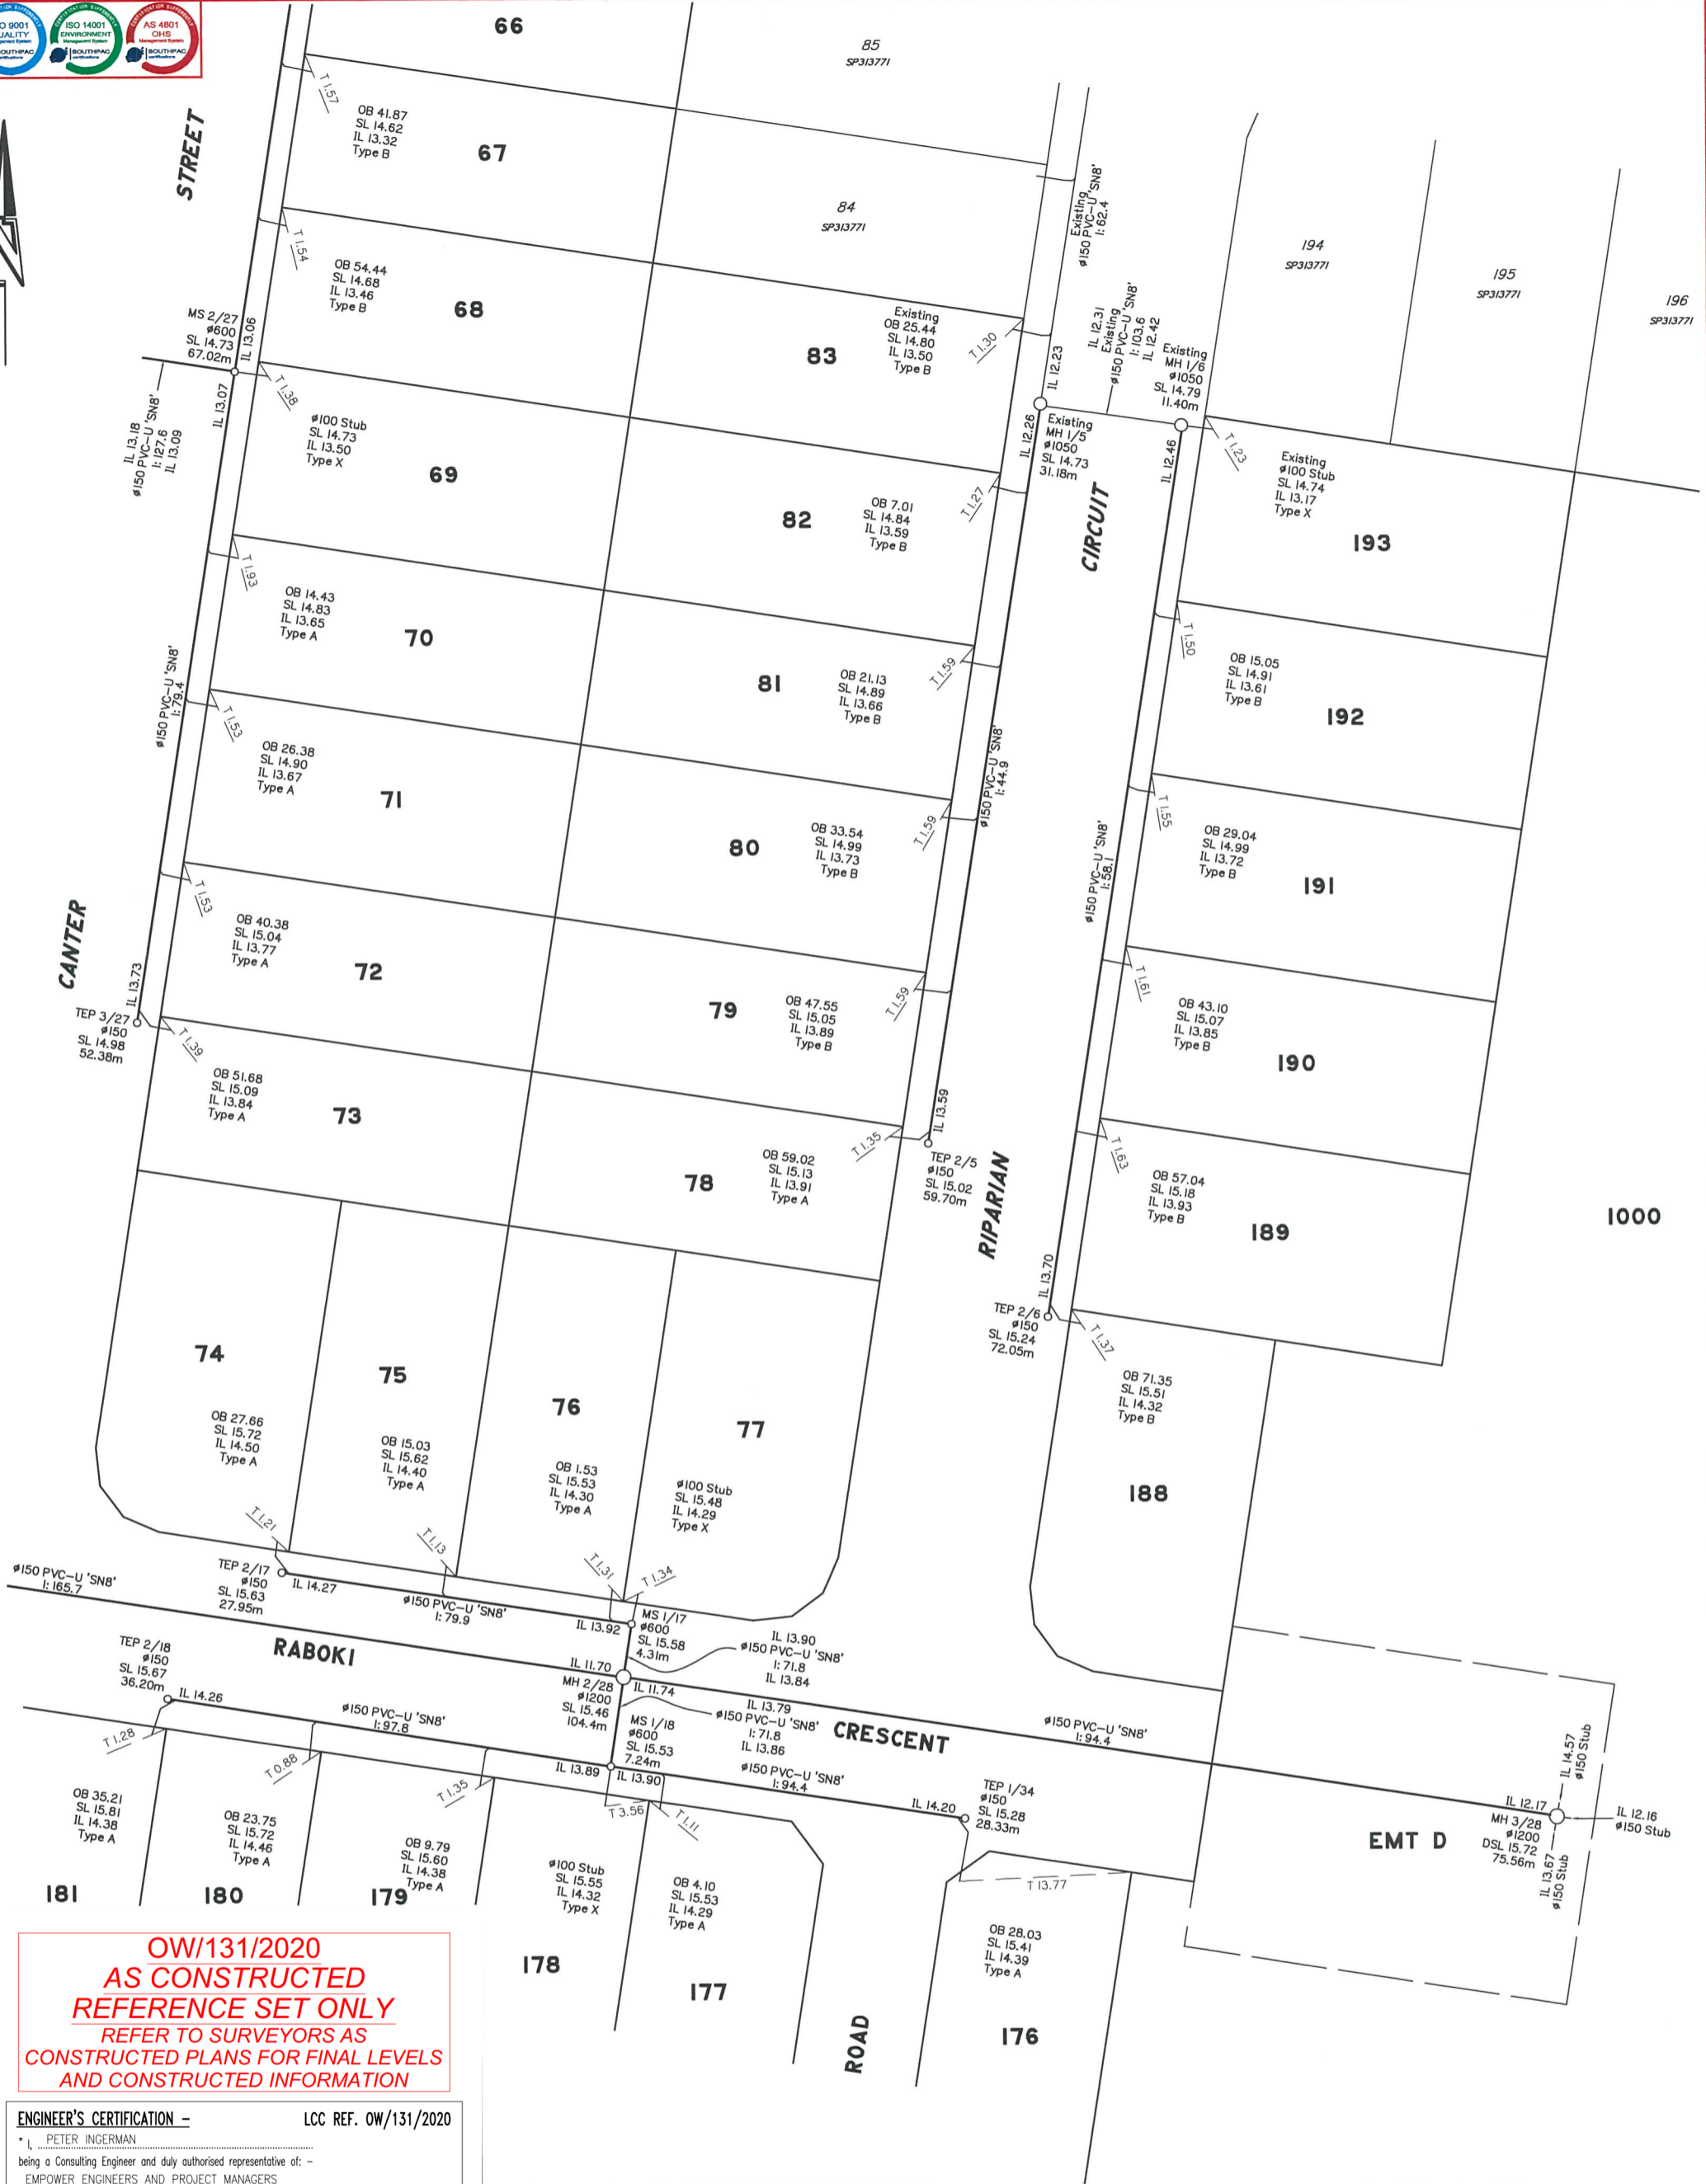 ISO 14001
ENVIRONMENT
Management System
SOUTHPAC
certifications
AS 4801
OHS
Management System
SOUTHPAC
certifications
66
85
SP313771
STREET
T 1.57
OB 41.87
SL 14.62
IL 13.32
Type B
67
84
SP313771
Existing
ø150 PVC-U 'SN8'
1:62.4
194
SP313771
195
SP313771
196
SP313771
T 1.54
OB 54.44
SL 14.68
IL 13.46
Type B
68
MS 2/27
ø600
SL 14.73
67.02m
IL 13.06
IL 13.07
IL 13.18
ø150 PVC-U 'SN8'
1:127.6
IL 13.09
83
Existing
OB 25.44
SL 14.80
IL 13.50
Type B
T 1.30
IL 12.23
IL 12.31
Existing
ø150 PVC-U 'SN8'
1:103.6
IL 12.42
Existing
MH 1/6
ø1050
SL 14.79
11.40m
IL 12.26
Existing
MH 1/5
ø1050
SL 14.73
31.18m
IL 12.46
T 1.23
Existing
ø100 Stub
SL 14.74
IL 13.17
Type X
193
T 1.38
ø100 Stub
SL 14.73
IL 13.50
Type X
69
82
OB 7.01
SL 14.84
IL 13.59
Type B
T 1.27
CIRCUIT
T 1.93
OB 14.43
SL 14.83
IL 13.65
Type A
70
81
OB 21.13
SL 14.89
IL 13.66
Type B
T 1.59
T 1.50
OB 15.05
SL 14.91
IL 13.61
Type B
192
ø150 PVC-U 'SN8'
1:79.4
T 1.53
OB 26.38
SL 14.90
IL 13.67
Type A
71
80
OB 33.54
SL 14.99
IL 13.73
Type B
T 1.59
ø150 PVC-U 'SN8'
1:44.9
ø150 PVC-U 'SN8'
1:58.1
T 1.55
OB 29.04
SL 14.99
IL 13.72
Type B
191
CANTER
T 1.53
OB 40.38
SL 15.04
IL 13.77
Type A
72
79
OB 47.55
SL 15.05
IL 13.89
Type B
T 1.59
T 1.61
OB 43.10
SL 15.07
IL 13.85
Type B
190
IL 13.73
TEP 3/27
ø150
SL 14.98
52.38m
T 1.39
OB 51.68
SL 15.09
IL 13.84
Type A
73
78
OB 59.02
SL 15.13
IL 13.91
Type A
T 1.35
IL 13.59
TEP 2/5
ø150
SL 15.02
59.70m
RIPARIAN
T 1.63
OB 57.04
SL 15.18
IL 13.93
Type B
189
1000
IL 13.70
TEP 2/6
ø150
SL 15.24
72.05m
T 1.37
OB 71.35
SL 15.51
IL 14.32
Type B
188
74
OB 27.66
SL 15.72
IL 14.50
Type A
75
OB 15.03
SL 15.62
IL 14.40
Type A
76
OB 1.53
SL 15.53
IL 14.30
Type A
77
ø100 Stub
SL 15.48
IL 14.29
Type X
T 1.21
T 1.13
T 1.31
T 1.34
ø150 PVC-U 'SN8'
1:165.7
TEP 2/17
ø150
SL 15.63
27.95m
IL 14.27
ø150 PVC-U 'SN8'
1:79.9
IL 13.92
MS 1/17
ø600
SL 15.58
4.31m
IL 13.90
ø150 PVC-U 'SN8'
1:71.8
IL 13.84
RABOKI
TEP 2/18
ø150
SL 15.67
36.20m
IL 14.26
IL 11.70
MH 2/28
ø1200
SL 15.46
104.4m
IL 11.74
IL 13.79
ø150 PVC-U 'SN8'
1:71.8
IL 13.86
CRESCENT
ø150 PVC-U 'SN8'
1:94.4
ø150 PVC-U 'SN8'
1:97.8
MS 1/18
ø600
SL 15.53
7.24m
IL 13.89
IL 13.90
ø150 PVC-U 'SN8'
1:94.4
IL 14.20
TEP 1/34
ø150
SL 15.28
28.33m
IL 14.57
ø150 Stub
IL 12.17
MH 3/28
ø1200
DSL 15.72
75.56m
IL 12.16
ø150 Stub
IL 13.67
ø150 Stub
EMT D
T 1.28
T 0.88
T 1.35
T 3.56
T 1.11
T 13.77
OB 35.21
SL 15.81
IL 14.38
Type A
181
OB 23.75
SL 15.72
IL 14.46
Type A
180
OB 9.79
SL 15.60
IL 14.38
Type A
179
ø100 Stub
SL 15.55
IL 14.32
Type X
178
OB 4.10
SL 15.53
IL 14.29
Type A
177
ROAD
OB 28.03
SL 15.41
IL 14.39
Type A
176
OW/131/2020
AS CONSTRUCTED
REFERENCE SET ONLY
REFER TO SURVEYORS AS
CONSTRUCTED PLANS FOR FINAL LEVELS
AND CONSTRUCTED INFORMATION
ENGINEER'S CERTIFICATION – LCC REF. OW/131/2020
* I, PETER INGERMAN
being a Consulting Engineer and duly authorised representative of: –
EMPOWER ENGINEERS AND PROJECT MANAGERS